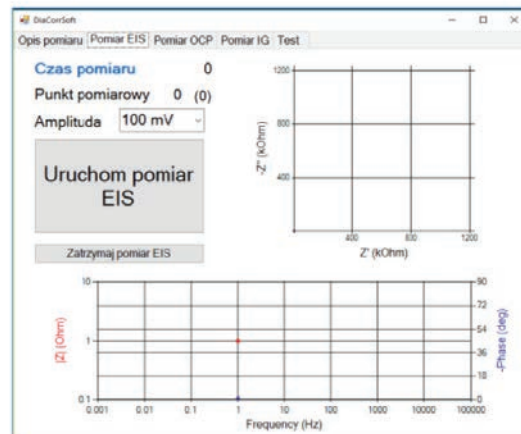 DiaCorrSoft
Opis pomiaru Pomiar EIS Pomiar OCP Pomiar IG Test
Czas pomiaru 0
Punkt pomiarowy 0 (0)
Amplituda 100 mV
Uruchom pomiar
EIS
Zatrzymaj pomiar EIS
-Z'' (kOhm)
1200
800
400
400 800 1200
Z' (kOhm)
|Z| (Ohm)
10
1
0.1
0.001 0.01 0.1 1 10 100 1000 10000 100000
Frequency (Hz)
90
72
54
36
18
0
-Phase (deg)